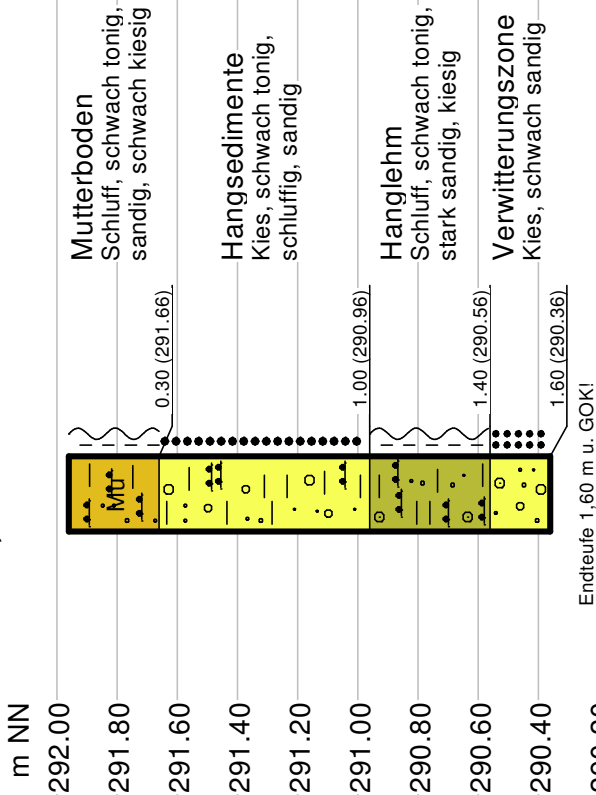 m NN
292.00
291.80
291.60
291.40
291.20
291.00
290.80
290.60
290.40
Mu
0.30 (291.66)
1.00 (290.96)
1.40 (290.56)
1.60 (290.36)
Mutterboden
Schluff, schwach tonig,
sandig, schwach kiesig
Hangsedimente
Kies, schwach tonig,
schluffig, sandig
Hanglehm
Schluff, schwach tonig,
stark sandig, kiesig
Verwitterungszone
Kies, schwach sandig
Endteufe 1,60 m u. GOK!